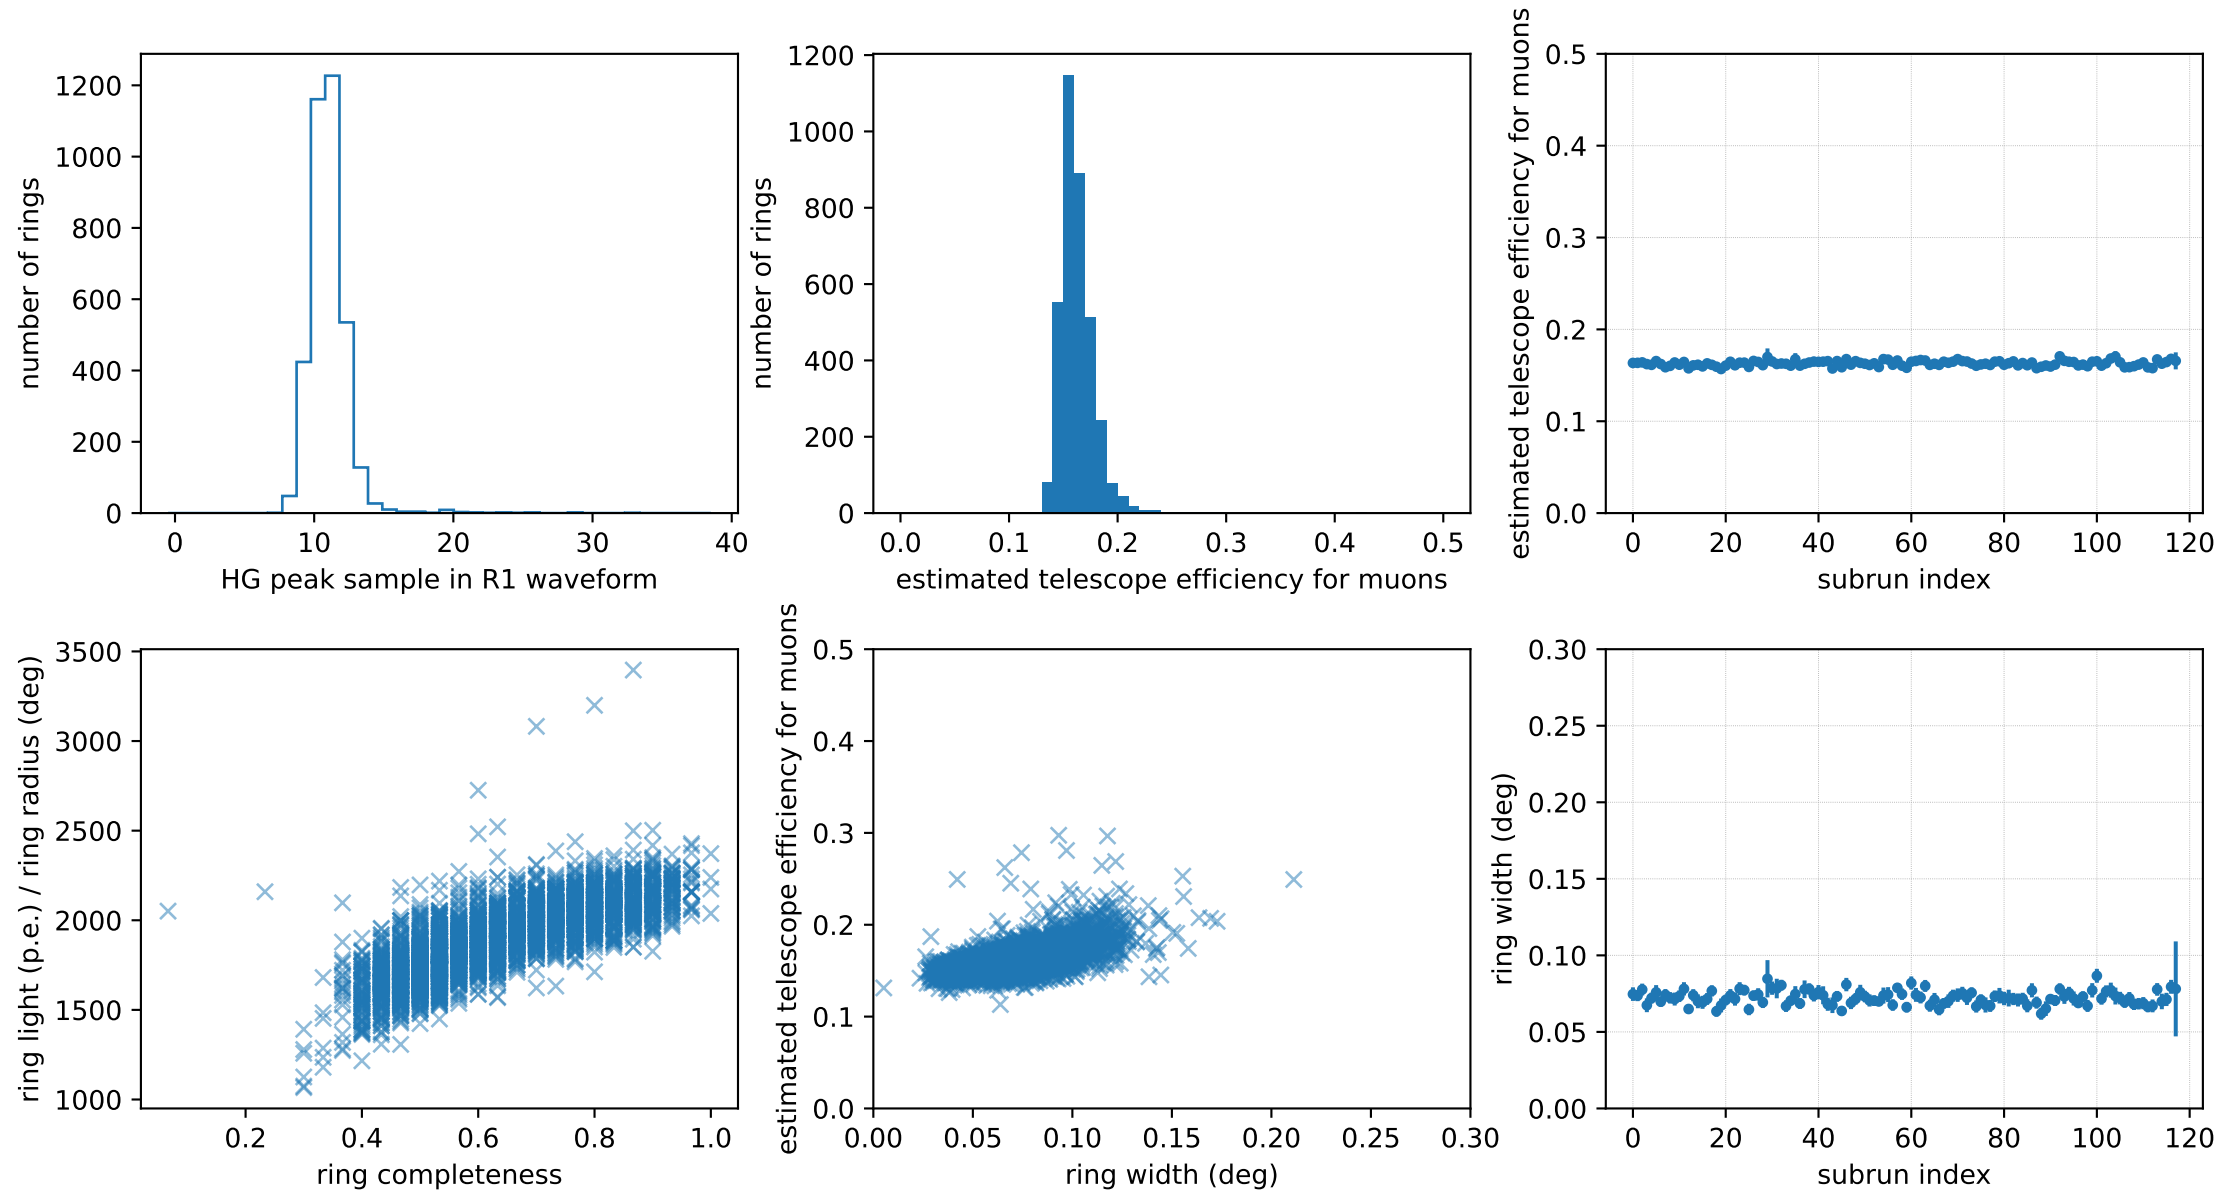 number of rings
1200
1000
800
600
400
200
0
0 10 20 30 40
HG peak sample in R1 waveform
number of rings
1200
1000
800
600
400
200
0
0.0 0.1 0.2 0.3 0.4 0.5
estimated telescope efficiency for muons
estimated telescope efficiency for muons
0.5
0.4
0.3
0.2
0.1
0.0
0 20 40 60 80 100 120
subrun index
ring light (p.e.) / ring radius (deg)
3500
3000
2500
2000
1500
1000
0.2 0.4 0.6 0.8 1.0
ring completeness
estimated telescope efficiency for muons
0.5
0.4
0.3
0.2
0.1
0.0
0.00 0.05 0.10 0.15 0.20 0.25 0.30
ring width (deg)
ring width (deg)
0.30
0.25
0.20
0.15
0.10
0.05
0.00
0 20 40 60 80 100 120
subrun index